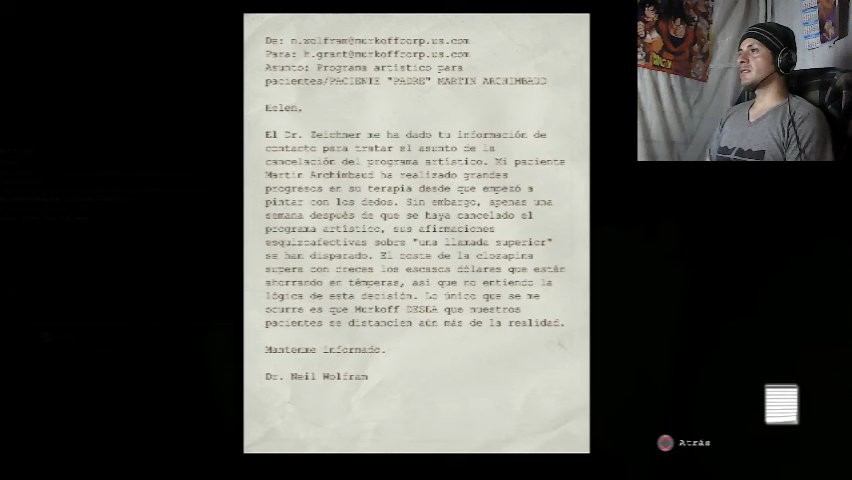 De: n.wolfram@murkoffcorp.us.com
Para: h.grant@murkoffcorp.us.com
Asunto: Programa artístico para
pacientes/PACIENTE "PADRE" MARTIN ARCHIMBAUD
Helen,
El Dr. Zeichner me ha dado tu información de
contacto para tratar el asunto de la
cancelación del programa artístico. Mi paciente
Martin Archimbaud ha realizado grandes
progresos en su terapia desde que empezó a
pintar con los dedos. Sin embargo, apenas una
semana después de que se haya cancelado el
programa artístico, sus afirmaciones
esquizoafectivas sobre "una llamada superior"
se han disparado. El coste de la clozapina
supera con creces los escasos dólares que están
ahorrando en témperas, así que no entiendo la
lógica de esta decisión. Lo único que se me
ocurre es que Murkoff DESEA que nuestros
pacientes se distancien aún más de la realidad.
Mantenme informado.
Dr. Neil Wolfram
Atrás